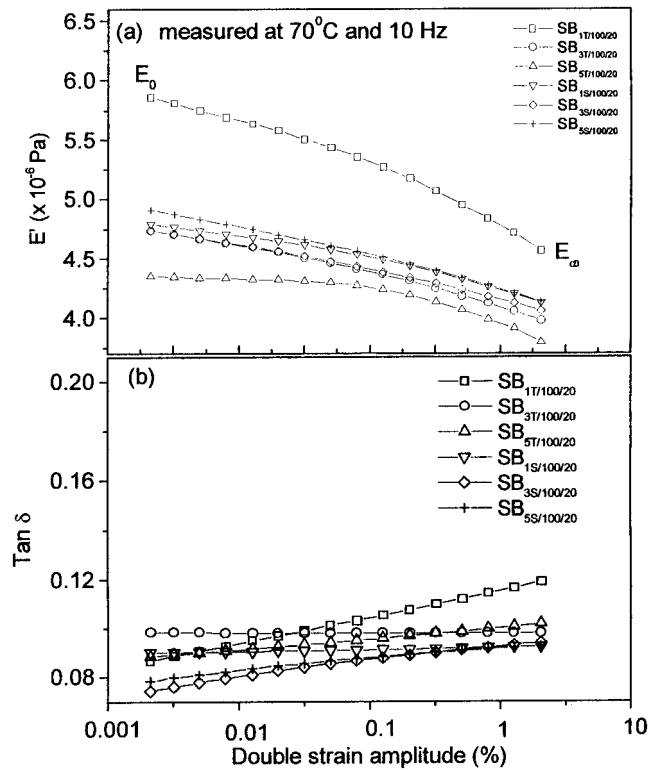 (a) measured at 70°C and 10 Hz
SB1T/100/20
SB3T/100/20
SB5T/100/20
SB1S/100/20
SB3S/100/20
SB5S/100/20
E0
E∞
6.5
6.0
5.5
5.0
4.5
4.0
E' (x 10⁻⁶ Pa)
(b)
SB1T/100/20
SB3T/100/20
SB5T/100/20
SB1S/100/20
SB3S/100/20
SB5S/100/20
0.20
0.16
0.12
0.08
Tan δ
0.001 0.01 0.1 1 10
Double strain amplitude (%)